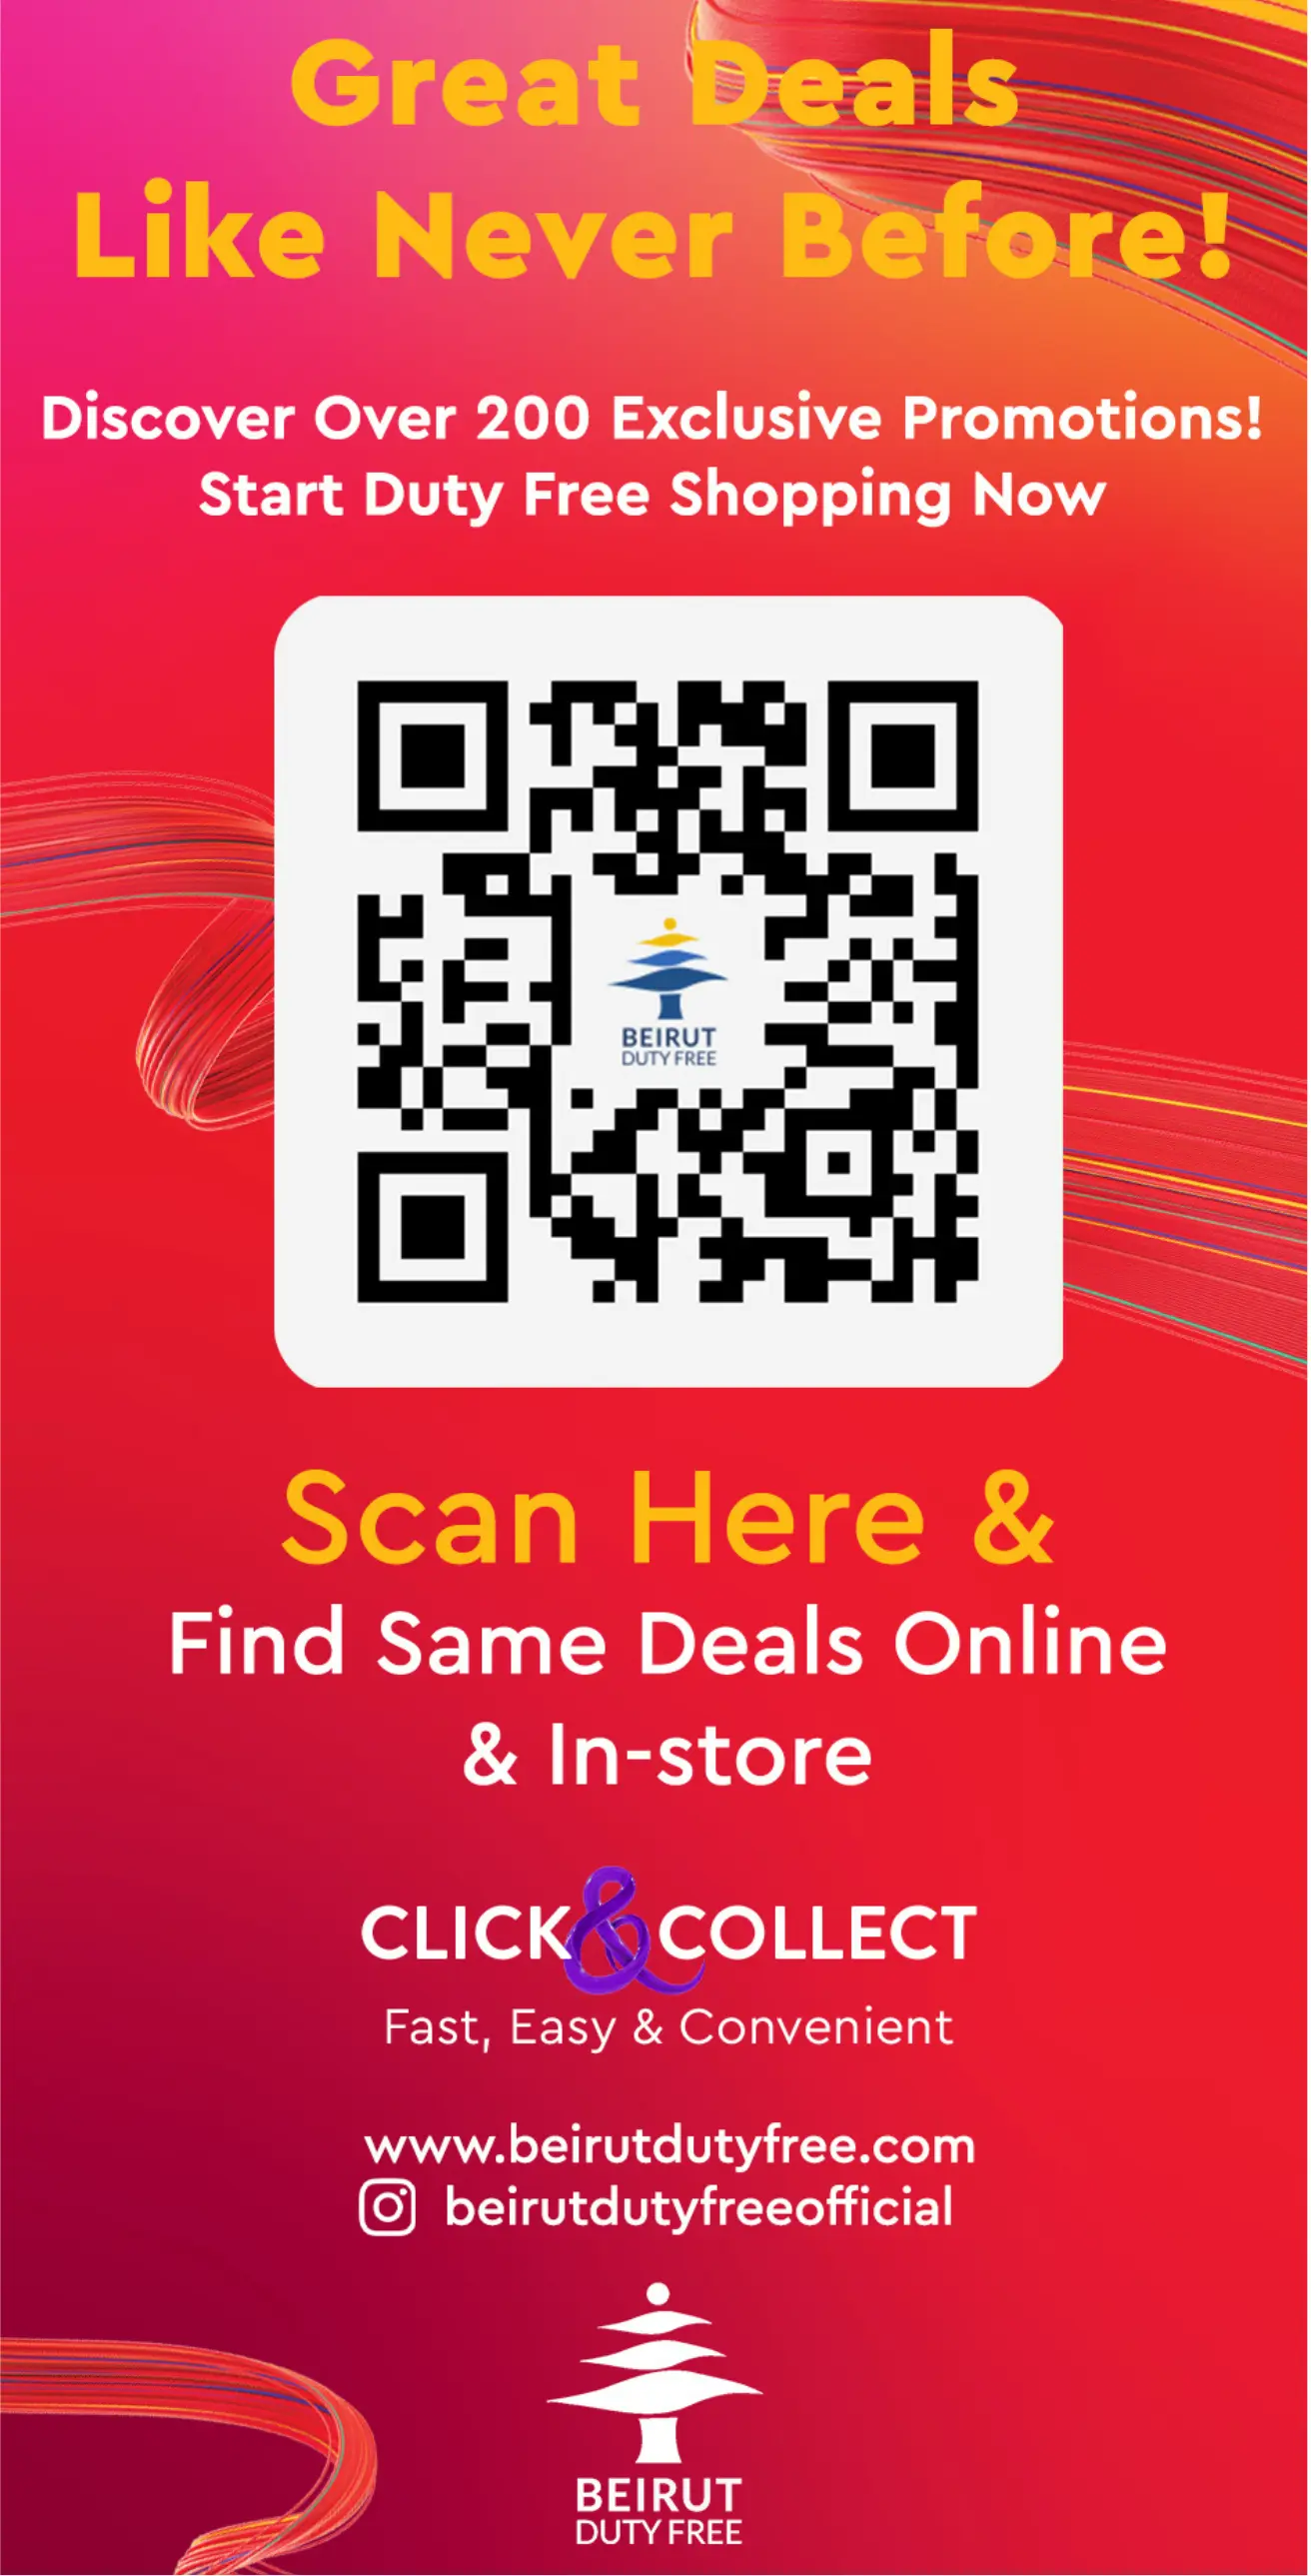 Great Deals
Like Never Before!
Discover Over 200 Exclusive Promotions!
Start Duty Free Shopping Now
BEIRUT
DUTY FREE
Scan Here &
Find Same Deals Online
& In-store
CLICK&COLLECT
Fast, Easy & Convenient
www.beirutdutyfree.com
beirutdutyfreeofficial
BEIRUT
DUTY FREE